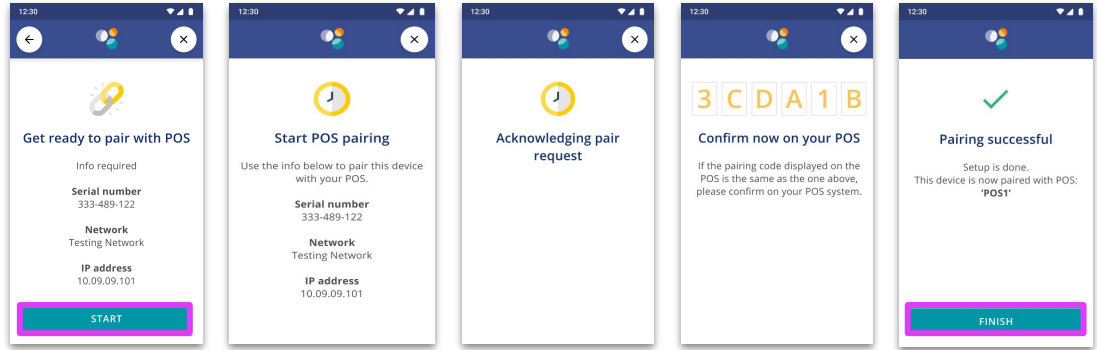 12:30
Get ready to pair with POS
Info required
Serial number
333-489-122
Network
Testing Network
IP address
10.09.09.101
START
12:30
Start POS pairing
Use the info below to pair this device
with your POS.
Serial number
333-489-122
Network
Testing Network
IP address
10.09.09.101
12:30
Acknowledging pair
request
12:30
3 C D A 1 B
Confirm now on your POS
If the pairing code displayed on the
POS is the same as the one above,
please confirm on your POS system.
12:30
Pairing successful
Setup is done.
This device is now paired with POS:
‘POS1’
FINISH